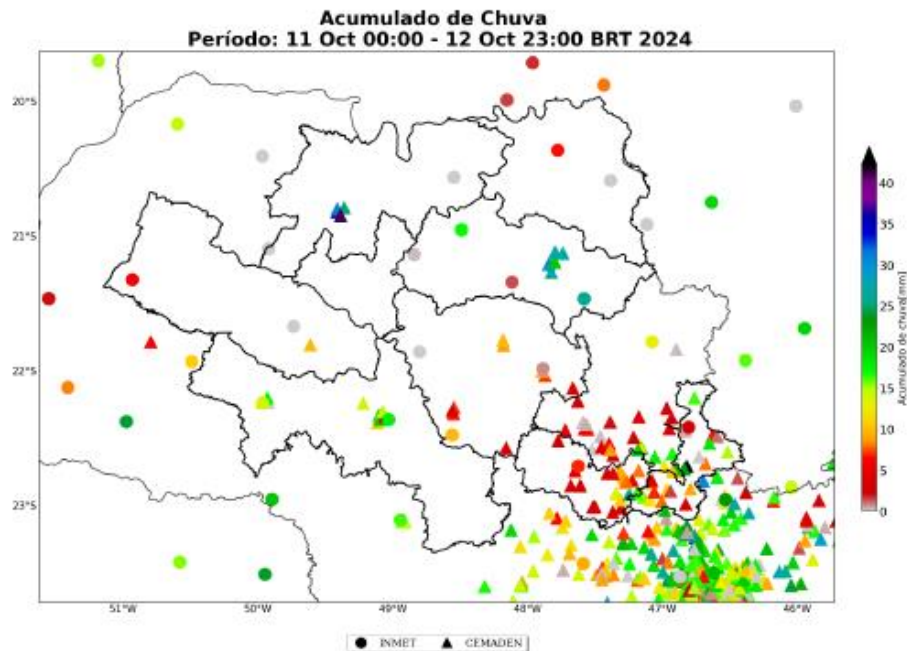 Acumulado de Chuva
Período: 11 Oct 00:00 - 12 Oct 23:00 BRT 2024
20°S
21°S
22°S
23°S
51°W
50°W
49°W
48°W
47°W
46°W
40
35
30
25
20
15
10
5
0
Acumulado de chuva[mm]
INMET
CEMADEN